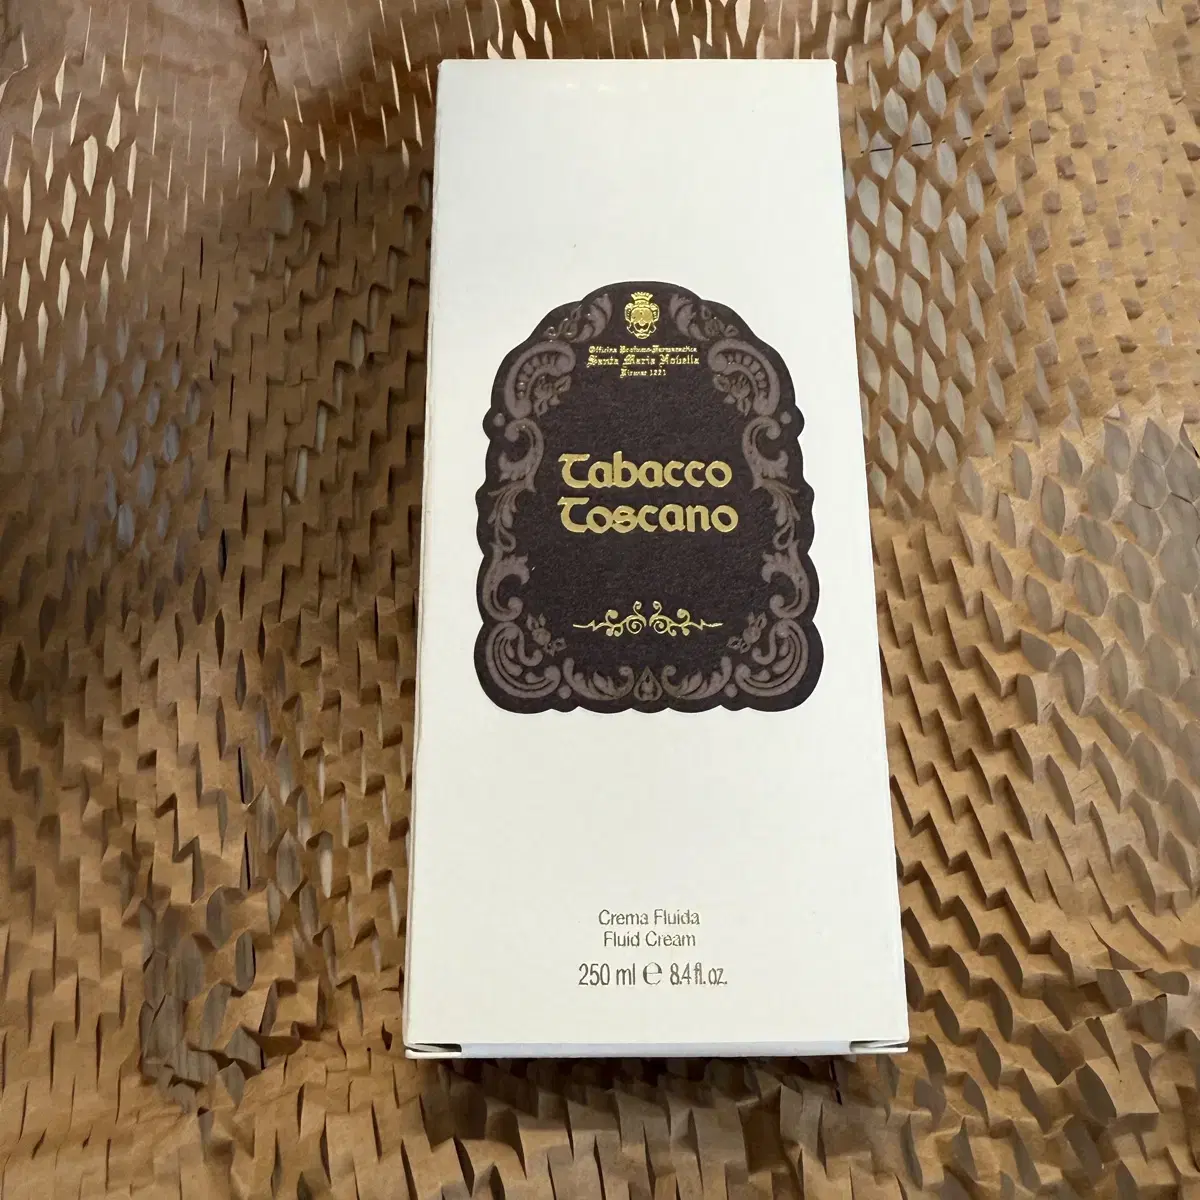 Officina Profumo-Farmaceutica
Santa Maria Novella
Firenze 1221
Tabacco
Toscano
Crema Fluida
Fluid Cream
250 ml ℮ 8.4 fl. oz.